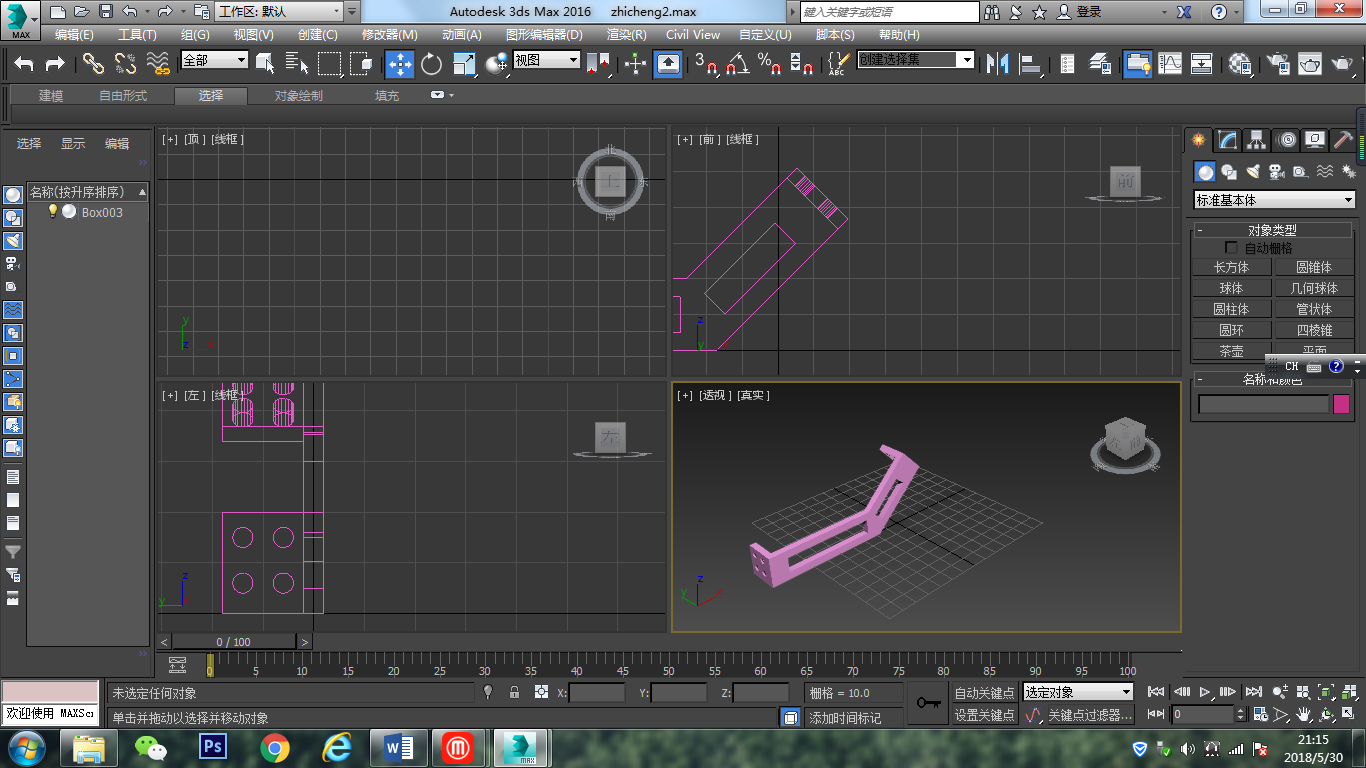 工作区: 默认
Autodesk 3ds Max 2016 zhicheng2.max
键入关键字或短语
登录
MAX
编辑(E) 工具(T) 组(G) 视图(V) 创建(C) 修改器(M) 动画(A) 图形编辑器(D) 渲染(R) Civil View 自定义(U) 脚本(S) 帮助(H)
全部
视图
3
ABC
创建选择集
建模 自由形式 选择 对象绘制 填充
选择 显示 编辑
名称(按升序排序)
Box003
[+] [顶] [线框]
北
西 上 东
南
y
z x
[+] [前] [线框]
前
z
y x
[+] [左] [线框]
左
z
y
[+] [透视] [真实]
z
y x
标准基本体
对象类型
自动栅格
长方体 圆锥体
球体 几何球体
圆柱体 管状体
圆环 四棱锥
茶壶 平面
CH
名称和颜色
0 / 100
0 5 10 15 20 25 30 35 40 45 50 55 60 65 70 75 80 85 90 95 100
未选定任何对象
X: Y: Z:
栅格 = 10.0
自动关键点
选定对象
欢迎使用 MAXSc
单击并拖动以选择并移动对象
添加时间标记
设置关键点
关键点过滤器...
0
Ps
W
MAX
21:15
2018/5/30